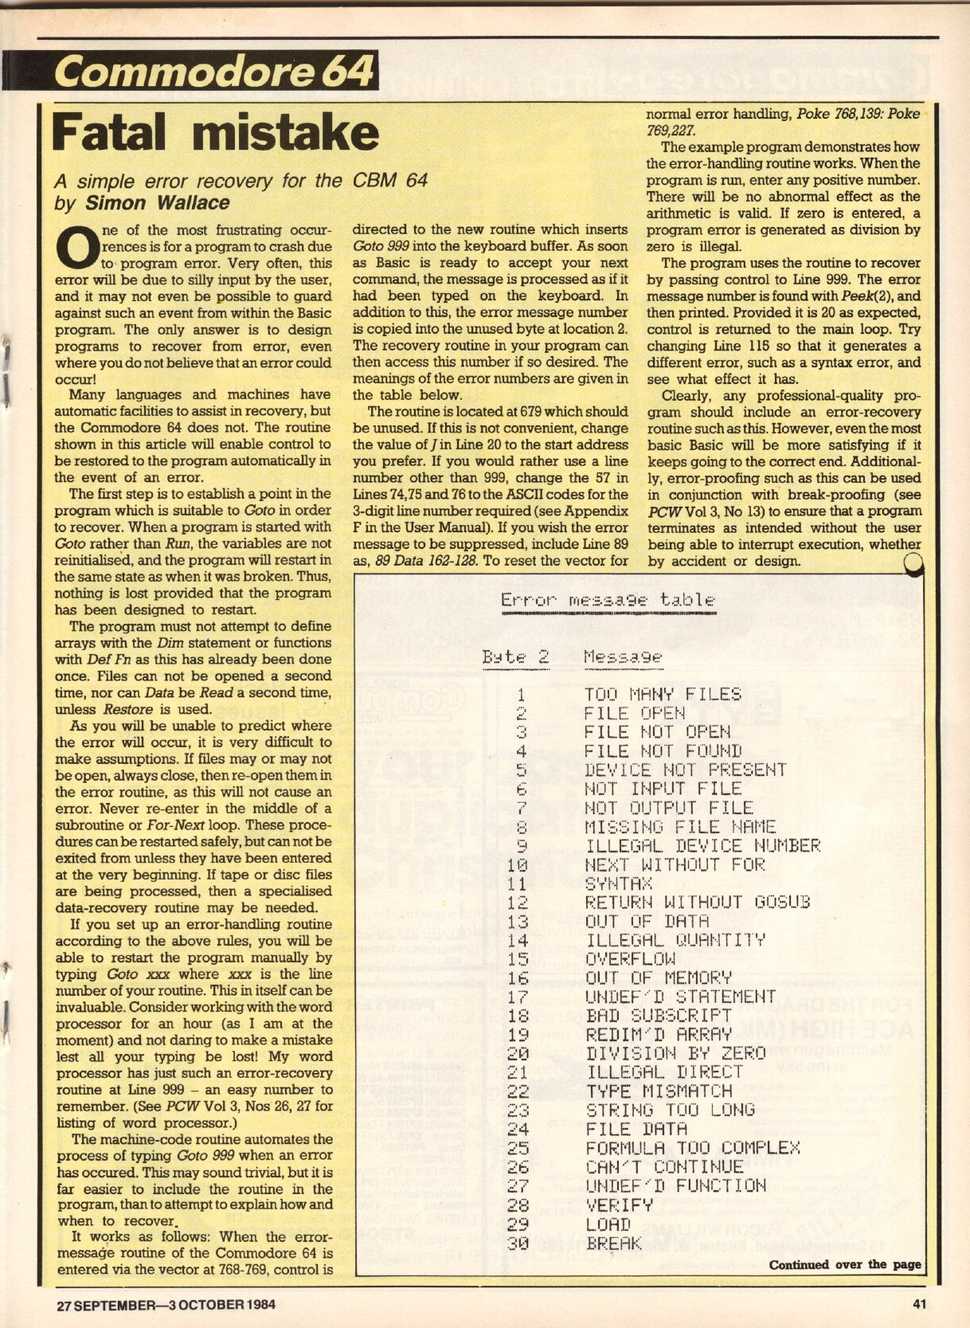 Commodore 64
Fatal mistake
A simple error recovery for the CBM 64
by Simon Wallace
One of the most frustrating occur-
rences is for a program to crash due
to program error. Very often, this
error will be due to silly input by the user,
and it may not even be possible to guard
against such an event from within the Basic
program. The only answer is to design
programs to recover from error, even
where you do not believe that an error could
occur!
Many languages and machines have
automatic facilities to assist in recovery, but
the Commodore 64 does not. The routine
shown in this article will enable control to
be restored to the program automatically in
the event of an error.
The first step is to establish a point in the
program which is suitable to Goto in order
to recover. When a program is started with
Goto rather than Run, the variables are not
reinitialised, and the program will restart in
the same state as when it was broken. Thus,
nothing is lost provided that the program
has been designed to restart.
The program must not attempt to define
arrays with the Dim statement or functions
with Def Fn as this has already been done
once. Files can not be opened a second
time, nor can Data be Read a second time,
unless Restore is used.
As you will be unable to predict where
the error will occur, it is very difficult to
make assumptions. If files may or may not
be open, always close, then re-open them in
the error routine, as this will not cause an
error. Never re-enter in the middle of a
subroutine or For-Next loop. These proce-
dures can be restarted safely, but can not be
exited from unless they have been entered
at the very beginning. If tape or disc files
are being processed, then a specialised
data-recovery routine may be needed.
If you set up an error-handling routine
according to the above rules, you will be
able to restart the program manually by
typing Goto xxx where xxx is the line
number of your routine. This in itself can be
invaluable. Consider working with the word
processor for an hour (as I am at the
moment) and not daring to make a mistake
lest all your typing be lost! My word
processor has just such an error-recovery
routine at Line 999 – an easy number to
remember. (See PCW Vol 3, Nos 26, 27 for
listing of word processor.)
The machine-code routine automates the
process of typing Goto 999 when an error
has occured. This may sound trivial, but it is
far easier to include the routine in the
program, than to attempt to explain how and
when to recover.
It works as follows: When the error-
message routine of the Commodore 64 is
entered via the vector at 768-769, control is
directed to the new routine which inserts
Goto 999 into the keyboard buffer. As soon
as Basic is ready to accept your next
command, the message is processed as if it
had been typed on the keyboard. In
addition to this, the error message number
is copied into the unused byte at location 2.
The recovery routine in your program can
then access this number if so desired. The
meanings of the error numbers are given in
the table below.
The routine is located at 679 which should
be unused. If this is not convenient, change
the value of J in Line 20 to the start address
you prefer. If you would rather use a line
number other than 999, change the 57 in
Lines 74,75 and 76 to the ASCII codes for the
3-digit line number required (see Appendix
F in the User Manual). If you wish the error
message to be suppressed, include Line 89
as, 89 Data 162-128. To reset the vector for
normal error handling, Poke 768,139: Poke
769,227.
The example program demonstrates how
the error-handling routine works. When the
program is run, enter any positive number.
There will be no abnormal effect as the
arithmetic is valid. If zero is entered, a
program error is generated as division by
zero is illegal.
The program uses the routine to recover
by passing control to Line 999. The error
message number is found with Peek(2), and
then printed. Provided it is 20 as expected,
control is returned to the main loop. Try
changing Line 115 so that it generates a
different error, such as a syntax error, and
see what effect it has.
Clearly, any professional-quality pro-
gram should include an error-recovery
routine such as this. However, even the most
basic Basic will be more satisfying if it
keeps going to the correct end. Additional-
ly, error-proofing such as this can be used
in conjunction with break-proofing (see
PCW Vol 3, No 13) to ensure that a program
terminates as intended without the user
being able to interrupt execution, whether
by accident or design.
Error message table
Byte 2 Message
1 TOO MANY FILES
2 FILE OPEN
3 FILE NOT OPEN
4 FILE NOT FOUND
5 DEVICE NOT PRESENT
6 NOT INPUT FILE
7 NOT OUTPUT FILE
8 MISSING FILE NAME
9 ILLEGAL DEVICE NUMBER
10 NEXT WITHOUT FOR
11 SYNTAX
12 RETURN WITHOUT GOSUB
13 OUT OF DATA
14 ILLEGAL QUANTITY
15 OVERFLOW
16 OUT OF MEMORY
17 UNDEF'D STATEMENT
18 BAD SUBSCRIPT
19 REDIM'D ARRAY
20 DIVISION BY ZERO
21 ILLEGAL DIRECT
22 TYPE MISMATCH
23 STRING TOO LONG
24 FILE DATA
25 FORMULA TOO COMPLEX
26 CAN'T CONTINUE
27 UNDEF'D FUNCTION
28 VERIFY
29 LOAD
30 BREAK
Continued over the page
27 SEPTEMBER—3 OCTOBER 1984
41